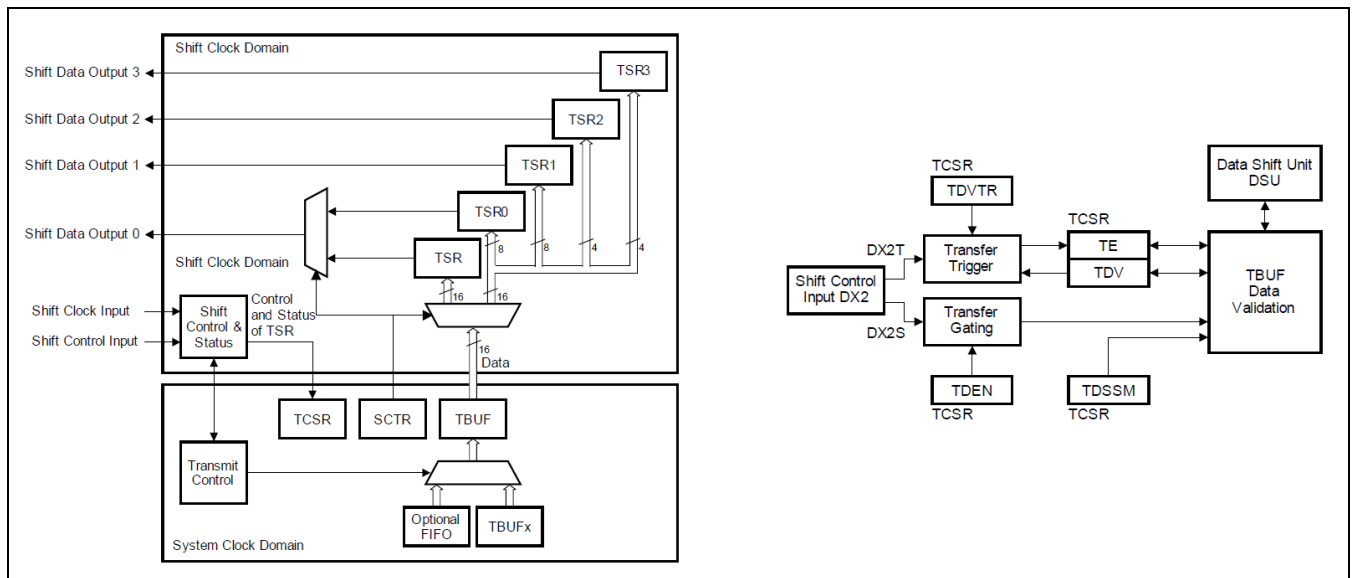 Shift Clock Domain
Shift Data Output 3
TSR3
Shift Data Output 2
TSR2
Shift Data Output 1
TSR1
Shift Data Output 0
TSR0
8
8
4
4
Shift Clock Domain
TSR
16
16
Shift Clock Input
Shift Control Input
Shift
Control &
Status
Control
and Status
of TSR
16
Data
TCSR
SCTR
TBUF
Transmit
Control
Optional
FIFO
TBUFx
System Clock Domain
TCSR
TDVTR
Data Shift Unit
DSU
TCSR
DX2T
Transfer
Trigger
TE
TDV
Shift Control
Input DX2
TBUF
Data
Validation
DX2S
Transfer
Gating
TDEN
TCSR
TDSSM
TCSR